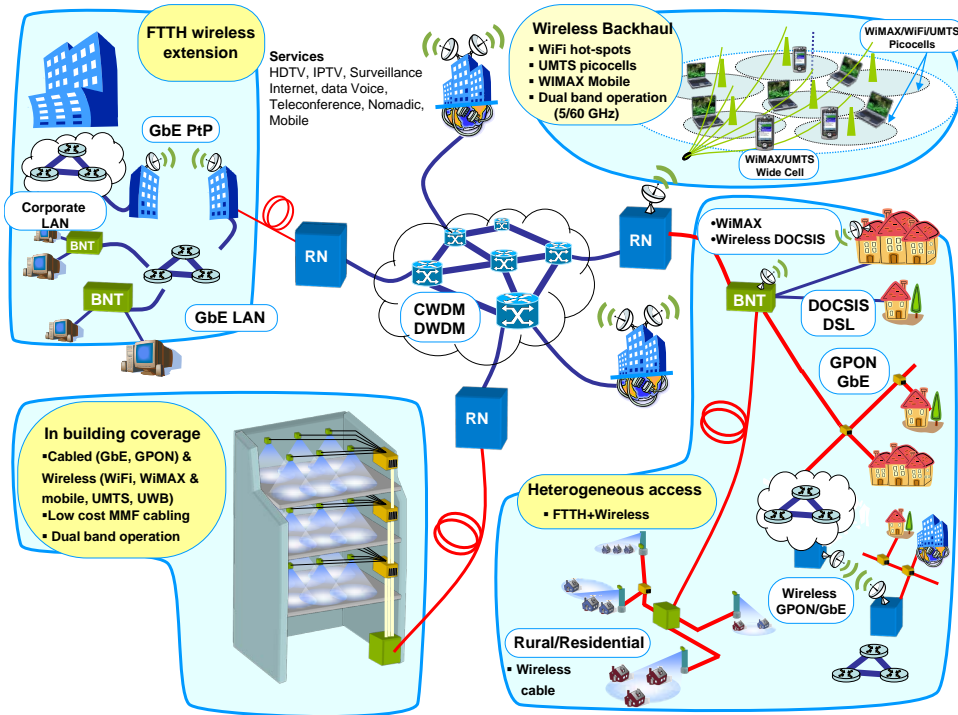 FTTH wireless
extension
Services
HDTV, IPTV, Surveillance
Internet, data Voice,
Teleconference, Nomadic,
Mobile
Wireless Backhaul
▪ WiFi hot-spots
▪ UMTS picocells
▪ WIMAX Mobile
▪ Dual band operation
(5/60 GHz)
WiMAX/WiFi/UMTS
Picocells
WiMAX/UMTS
Wide Cell
GbE PtP
Corporate
LAN
BNT
BNT
GbE LAN
RN
CWDM
DWDM
RN
RN
•WiMAX
•Wireless DOCSIS
BNT
DOCSIS
DSL
GPON
GbE
In building coverage
▪Cabled (GbE, GPON) &
Wireless (WiFi, WiMAX &
mobile, UMTS, UWB)
▪Low cost MMF cabling
▪ Dual band operation
Heterogeneous access
▪ FTTH+Wireless
Wireless
GPON/GbE
Rural/Residential
▪ Wireless
cable